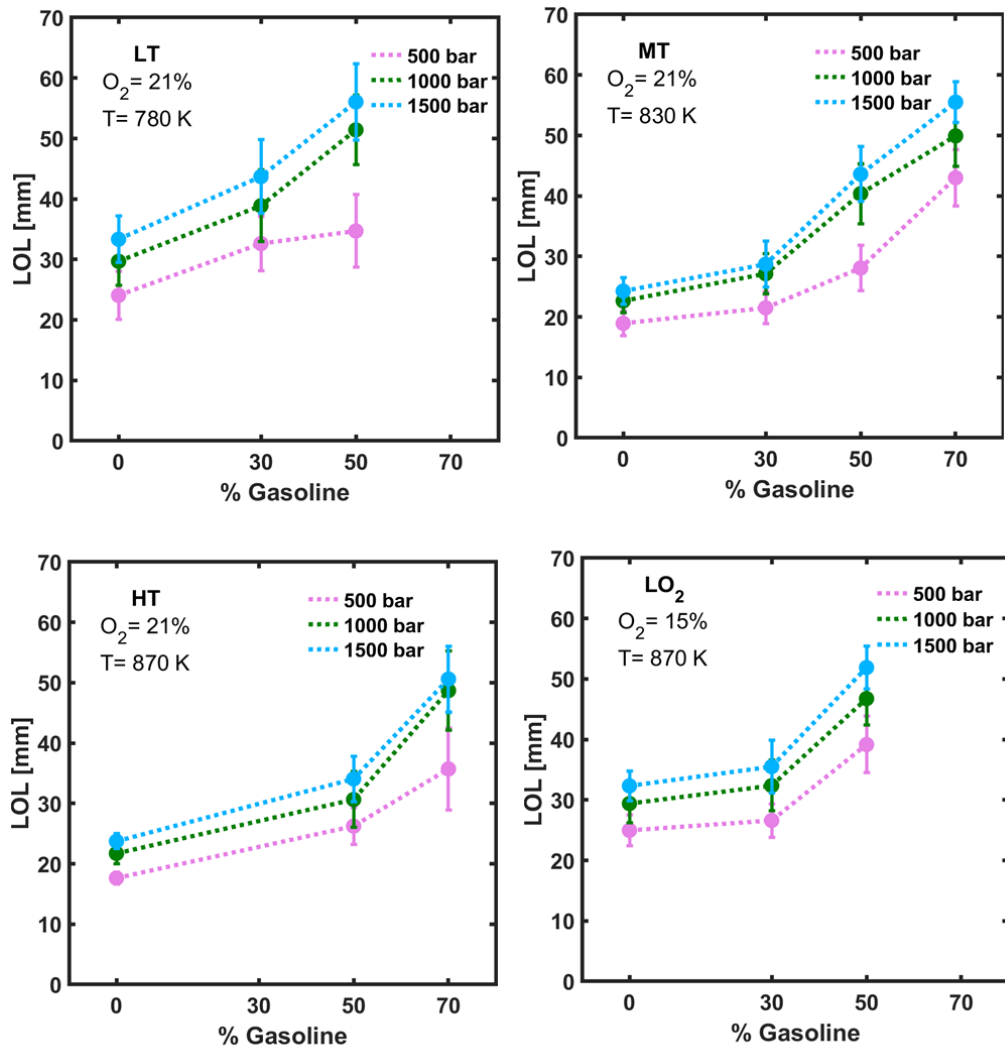 70
60
50
40
30
20
10
0
LOL [mm]
LT
O2= 21%
T= 780 K
500 bar
1000 bar
1500 bar
0 30 50 70
% Gasoline
70
60
50
40
30
20
10
0
LOL [mm]
MT
O2= 21%
T= 830 K
500 bar
1000 bar
1500 bar
0 30 50 70
% Gasoline
70
60
50
40
30
20
10
0
LOL [mm]
HT
O2= 21%
T= 870 K
500 bar
1000 bar
1500 bar
0 30 50 70
% Gasoline
70
60
50
40
30
20
10
0
LOL [mm]
LO2
O2= 15%
T= 870 K
500 bar
1000 bar
1500 bar
0 30 50 70
% Gasoline